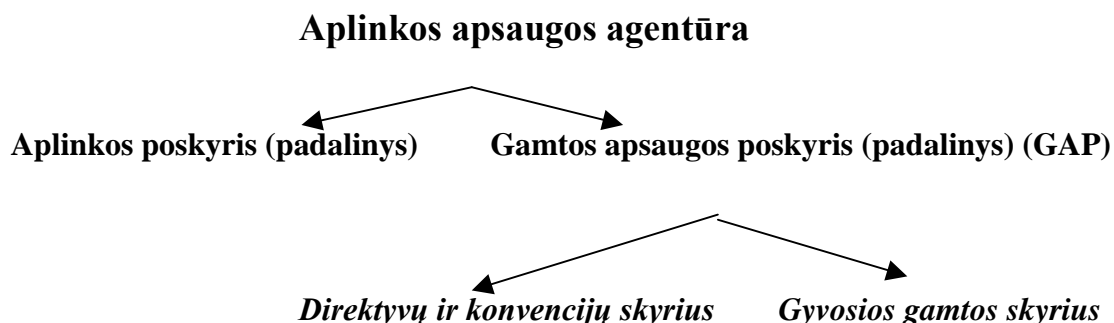 Aplinkos apsaugos agentūra
Aplinkos poskyris (padalinys) Gamtos apsaugos poskyris (padalinys) (GAP)
Direktyvų ir konvencijų skyrius Gyvosios gamtos skyrius